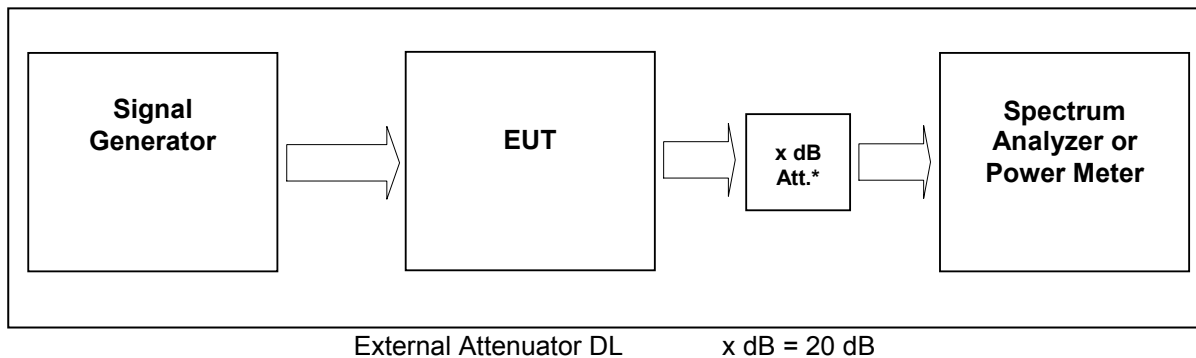 Signal
Generator
EUT
x dB
Att.*
Spectrum
Analyzer or
Power Meter
External Attenuator DL x dB = 20 dB